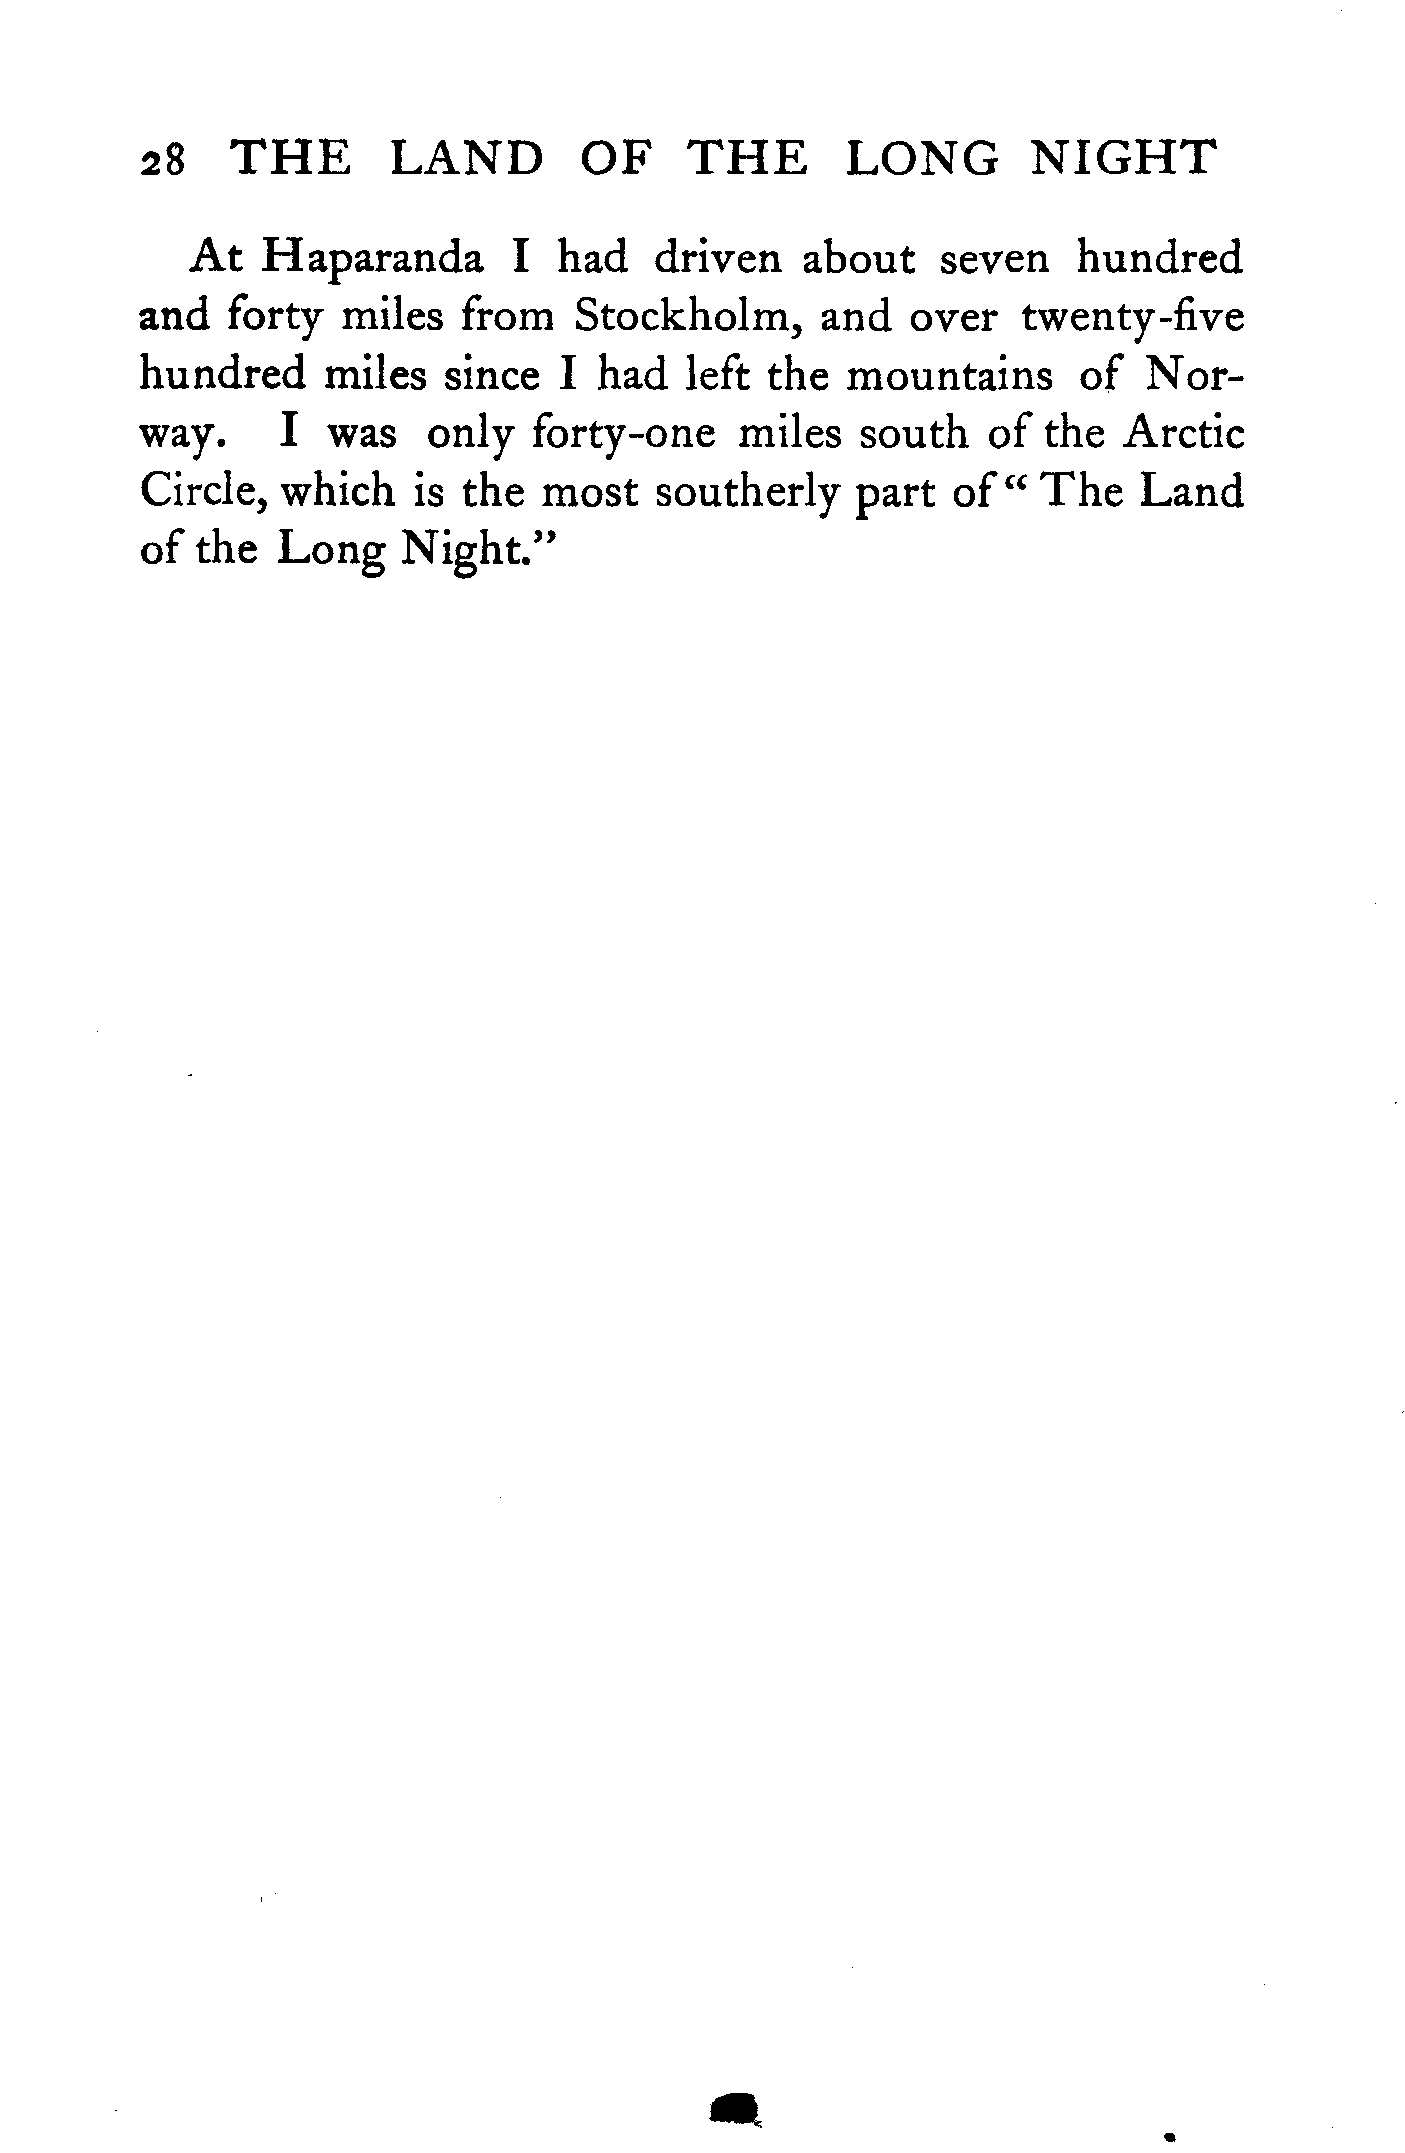 28 THE LAND OF THE LONG NIGHT
At Haparanda I had driven about seven hundred
and forty miles from Stockholm, and over twenty-five
hundred miles since I had left the mountains of Nor-
way. I was only forty-one miles south of the Arctic
Circle, which is the most southerly part of “ The Land
of the Long Night.”